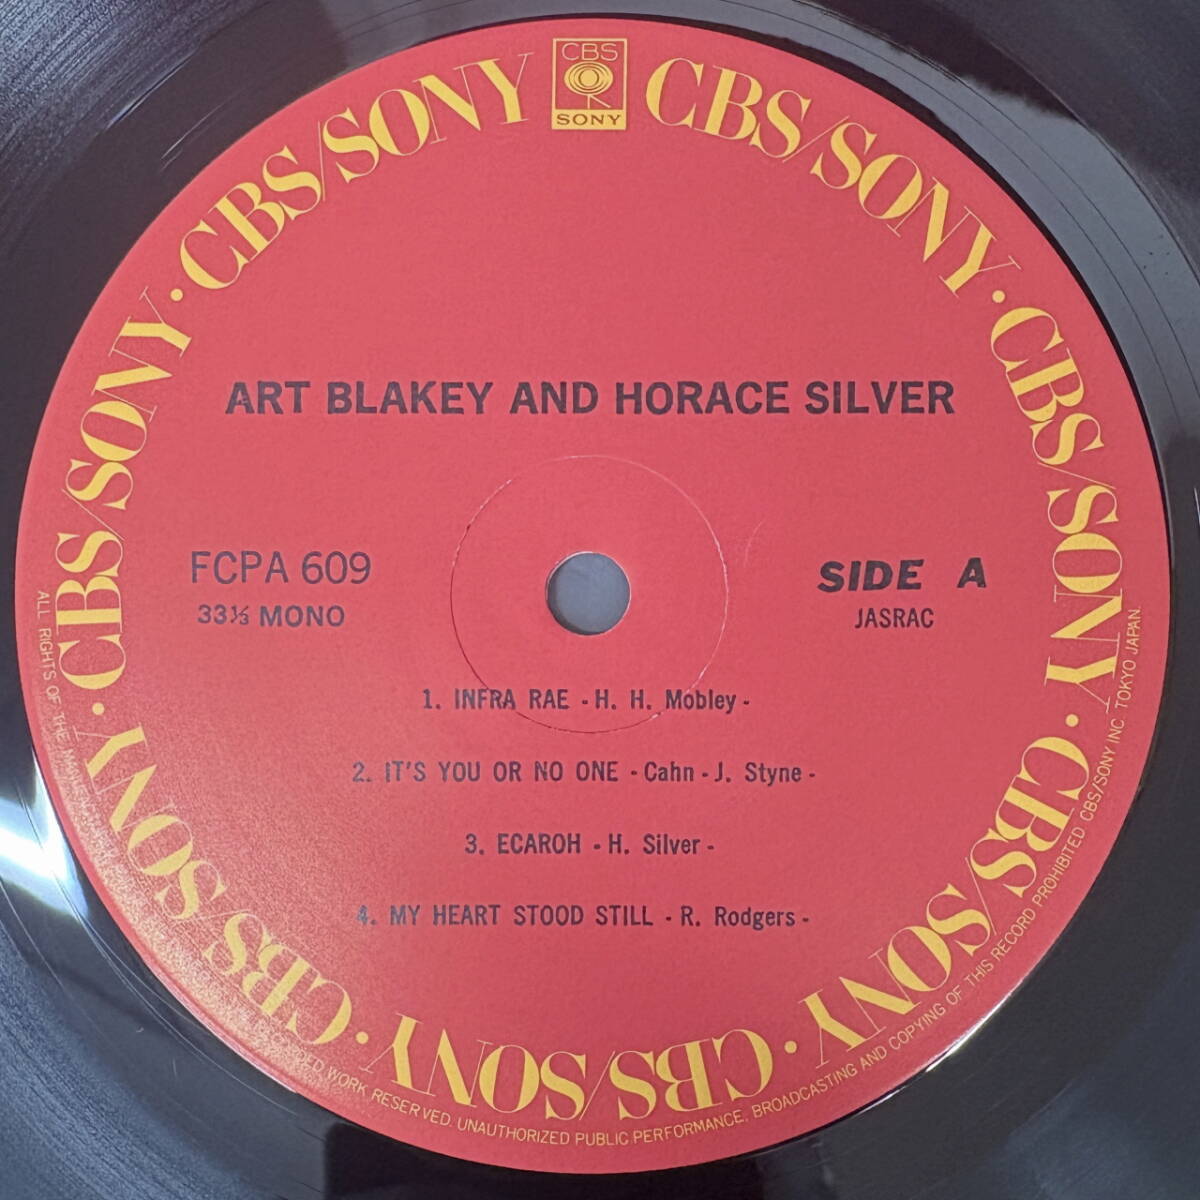 CBS
SONY
CBS/SONY · CBS/SONY · CBS/SONY · CBS/SONY · CBS/SONY · CBS/SONY · CBS/SONY · CBS/SONY
ART BLAKEY AND HORACE SILVER
FCPA 609
33⅓ MONO
SIDE A
JASRAC
1. INFRA RAE - H. H. Mobley -
2. IT'S YOU OR NO ONE - Cahn - J. Styne -
3. ECAROH - H. Silver -
4. MY HEART STOOD STILL - R. Rodgers -
ALL RIGHTS OF THE WORK RESERVED. UNAUTHORIZED PUBLIC PERFORMANCE, BROADCASTING AND COPYING OF THIS RECORD PROHIBITED CBS/SONY INC. TOKYO JAPAN.